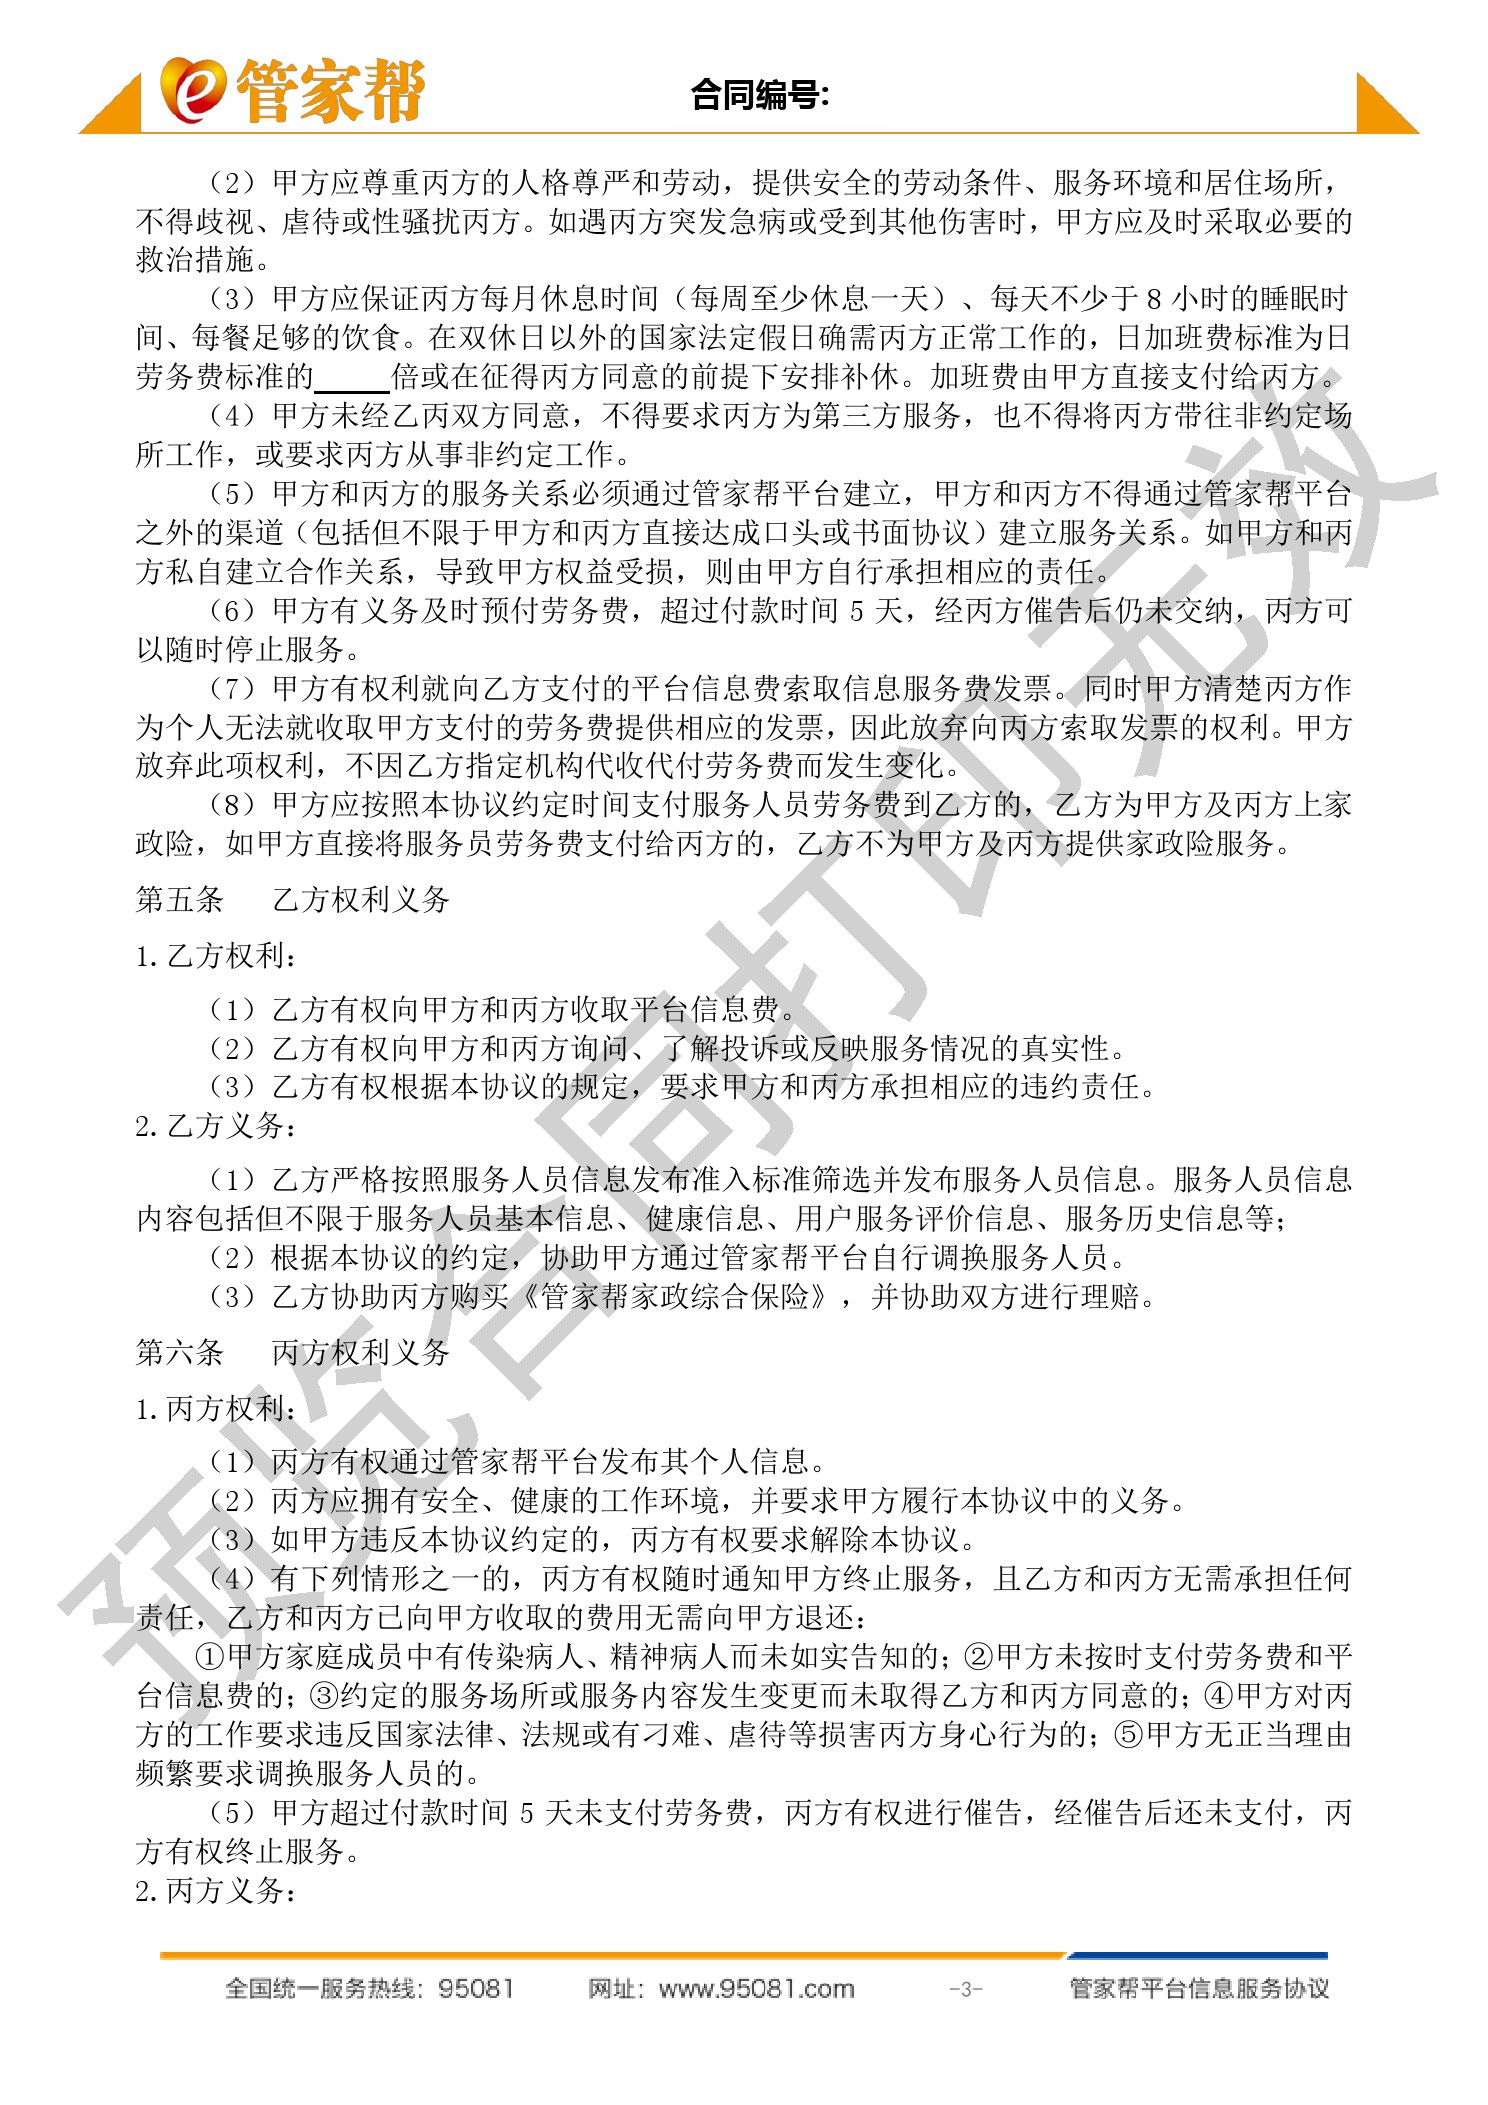 管家帮
合同编号:
（2）甲方应尊重丙方的人格尊严和劳动，提供安全的劳动条件、服务环境和居住场所，
不得歧视、虐待或性骚扰丙方。如遇丙方突发急病或受到其他伤害时，甲方应及时采取必要的
救治措施。
（3）甲方应保证丙方每月休息时间（每周至少休息一天）、每天不少于 8 小时的睡眠时
间、每餐足够的饮食。在双休日以外的国家法定假日确需丙方正常工作的，日加班费标准为日
劳务费标准的_____倍或在征得丙方同意的前提下安排补休。加班费由甲方直接支付给丙方。
（4）甲方未经乙丙双方同意，不得要求丙方为第三方服务，也不得将丙方带往非约定场
所工作，或要求丙方从事非约定工作。
（5）甲方和丙方的服务关系必须通过管家帮平台建立，甲方和丙方不得通过管家帮平台
之外的渠道（包括但不限于甲方和丙方直接达成口头或书面协议）建立服务关系。如甲方和丙
方私自建立合作关系，导致甲方权益受损，则由甲方自行承担相应的责任。
（6）甲方有义务及时预付劳务费，超过付款时间 5 天，经丙方催告后仍未交纳，丙方可
以随时停止服务。
（7）甲方有权利就向乙方支付的平台信息费索取信息服务费发票。同时甲方清楚丙方作
为个人无法就收取甲方支付的劳务费提供相应的发票，因此放弃向丙方索取发票的权利。甲方
放弃此项权利，不因乙方指定机构代收代付劳务费而发生变化。
（8）甲方应按照本协议约定时间支付服务人员劳务费到乙方的，乙方为甲方及丙方上家
政险，如甲方直接将服务员劳务费支付给丙方的，乙方不为甲方及丙方提供家政险服务。
第五条 乙方权利义务
1.乙方权利：
（1）乙方有权向甲方和丙方收取平台信息费。
（2）乙方有权向甲方和丙方询问、了解投诉或反映服务情况的真实性。
（3）乙方有权根据本协议的规定，要求甲方和丙方承担相应的违约责任。
2.乙方义务：
（1）乙方严格按照服务人员信息发布准入标准筛选并发布服务人员信息。服务人员信息
内容包括但不限于服务人员基本信息、健康信息、用户服务评价信息、服务历史信息等；
（2）根据本协议的约定，协助甲方通过管家帮平台自行调换服务人员。
（3）乙方协助丙方购买《管家帮家政综合保险》，并协助双方进行理赔。
第六条 丙方权利义务
1.丙方权利：
（1）丙方有权通过管家帮平台发布其个人信息。
（2）丙方应拥有安全、健康的工作环境，并要求甲方履行本协议中的义务。
（3）如甲方违反本协议约定的，丙方有权要求解除本协议。
（4）有下列情形之一的，丙方有权随时通知甲方终止服务，且乙方和丙方无需承担任何
责任，乙方和丙方已向甲方收取的费用无需向甲方退还：
①甲方家庭成员中有传染病人、精神病人而未如实告知的；②甲方未按时支付劳务费和平
台信息费的；③约定的服务场所或服务内容发生变更而未取得乙方和丙方同意的；④甲方对丙
方的工作要求违反国家法律、法规或有刁难、虐待等损害丙方身心行为的；⑤甲方无正当理由
频繁要求调换服务人员的。
（5）甲方超过付款时间 5 天未支付劳务费，丙方有权进行催告，经催告后还未支付，丙
方有权终止服务。
2.丙方义务：
预览合同打印无效
全国统一服务热线：95081 网址：www.95081.com -3- 管家帮平台信息服务协议